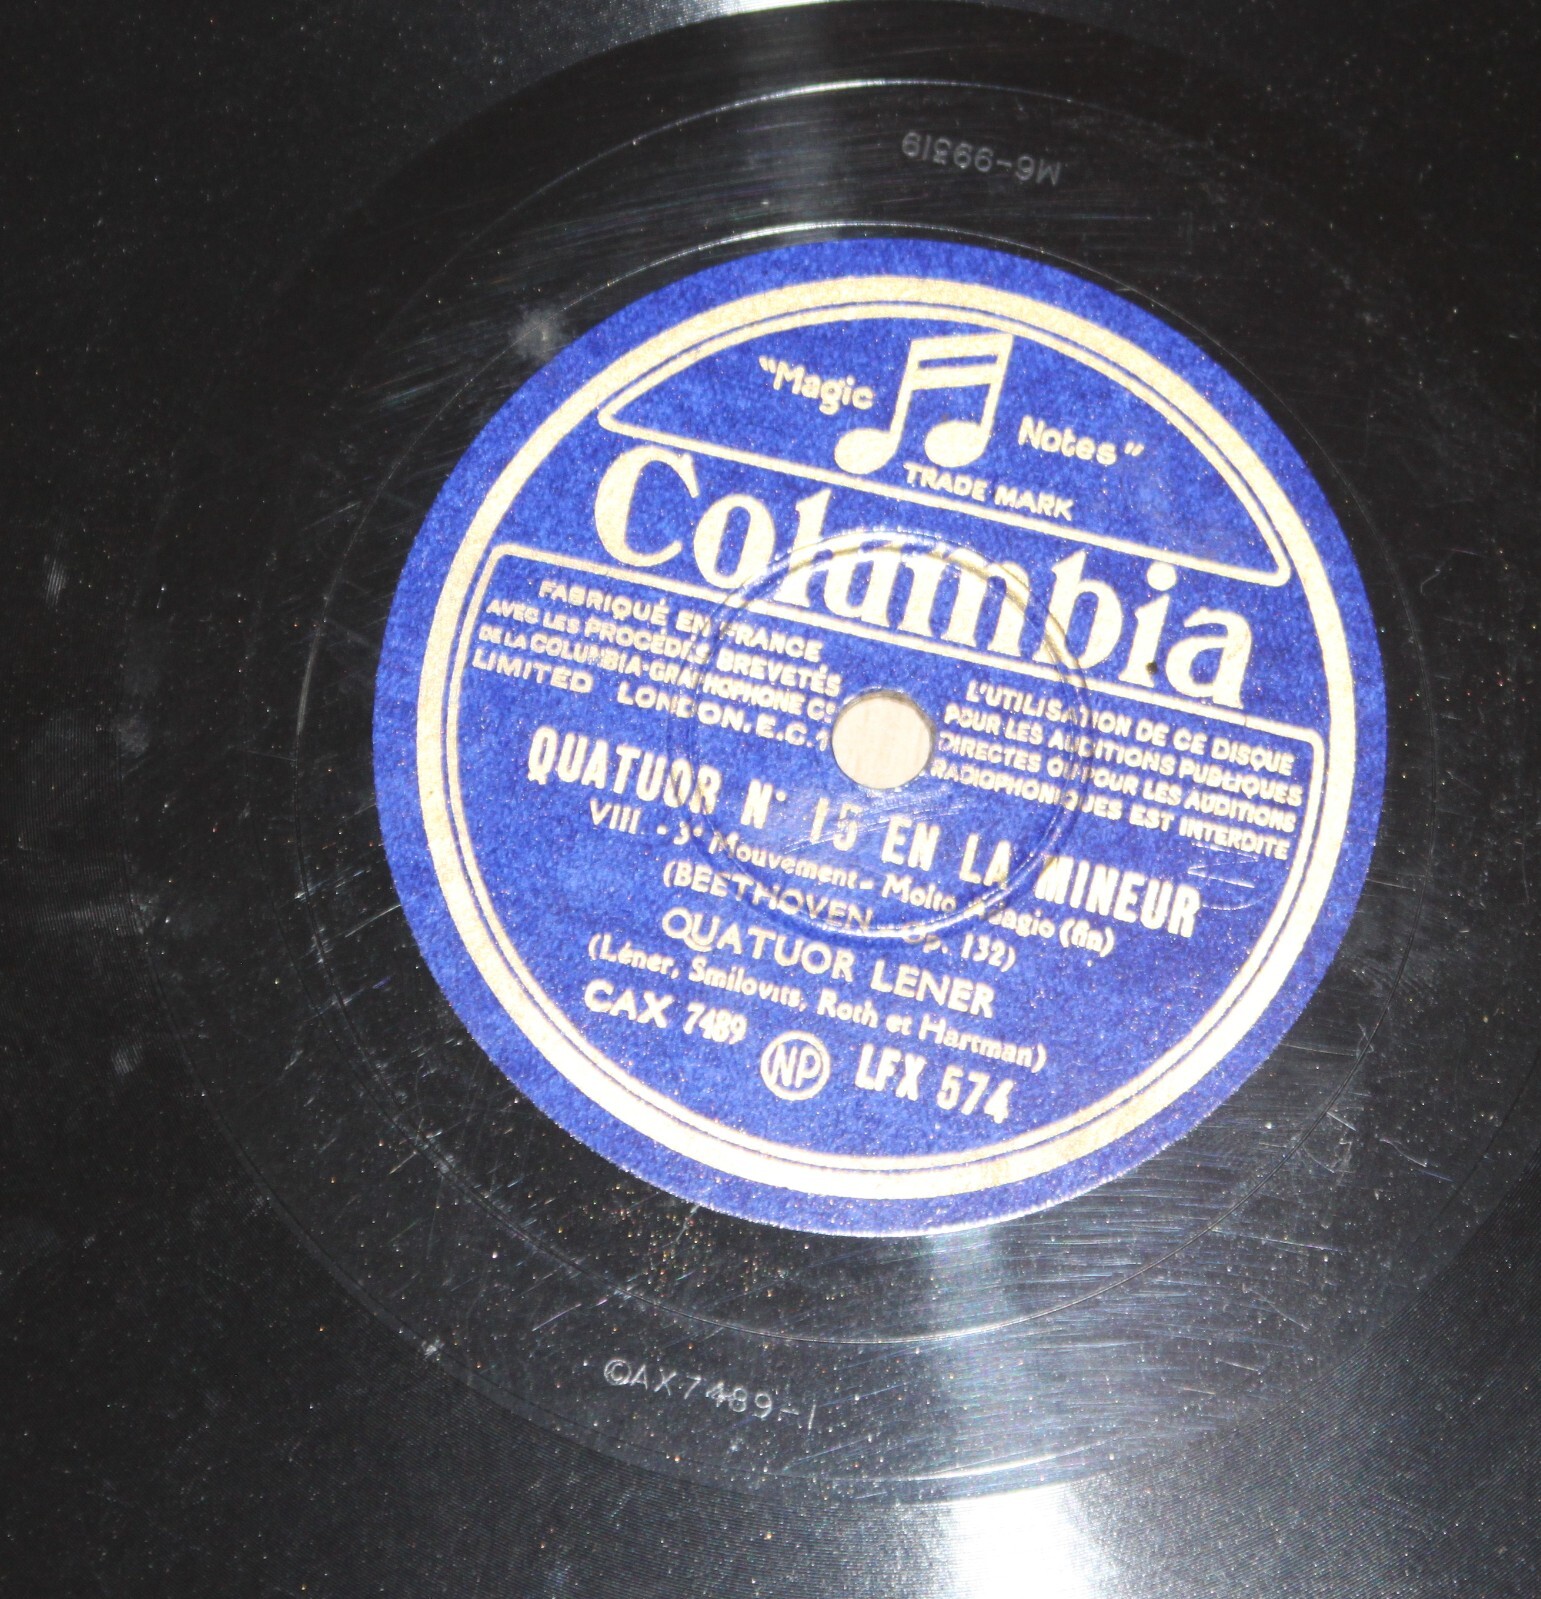 M6-99319
"Magic Notes"
TRADE MARK
Columbia
FABRIQUÉ EN FRANCE
AVEC LES PROCÉDÉS BREVETÉS
DE LA COLUMBIA-GRAPHOPHONE Co
LIMITED LONDON. E.C.1
L'UTILISATION DE CE DISQUE
POUR LES AUDITIONS PUBLIQUES
DIRECTES OU POUR LES AUDITIONS
RADIOPHONIQUES EST INTERDITE
QUATUOR N° 15 EN LA MINEUR
VIII - 3e Mouvement - Molto Adagio (fin)
(BEETHOVEN - Op. 132)
QUATUOR LENER
(Léner, Smilovits, Roth et Hartman)
CAX 7489 NP LFX 574
CAX7489-1